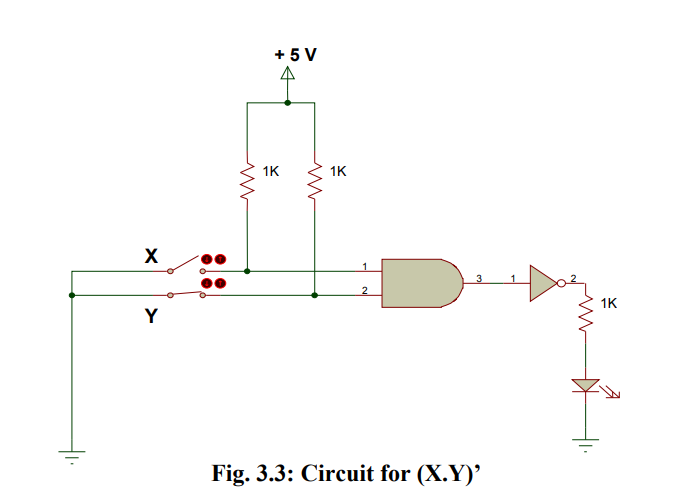 + 5 V
1K 1K
X
1
3 1 2
2
1K
Y
Fig. 3.3: Circuit for (X.Y)’